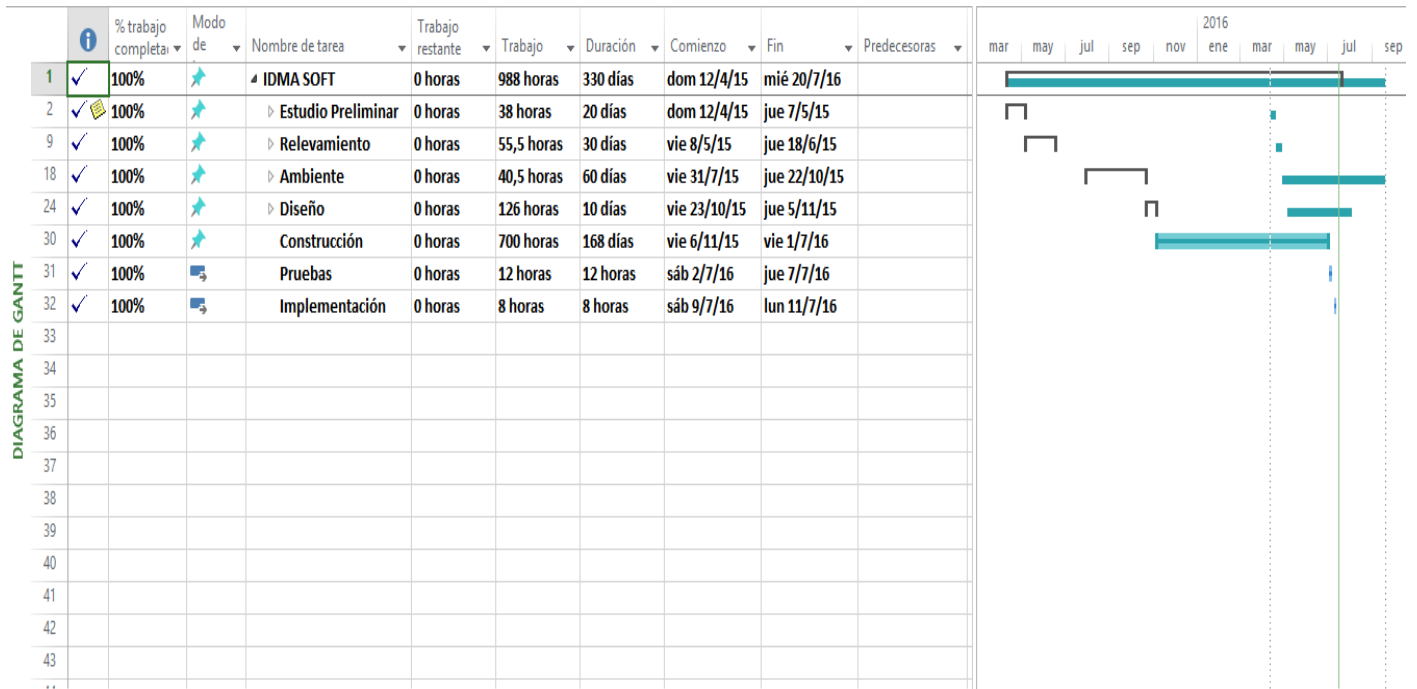 2016
% trabajo Modo Trabajo
completa de Nombre de tarea restante Trabajo Duración Comienzo Fin Predecesoras mar may jul sep nov ene mar may jul sep
1 100% IDMA SOFT 0 horas 988 horas 330 días dom 12/4/15 mié 20/7/16
2 100% Estudio Preliminar 0 horas 38 horas 20 días dom 12/4/15 jue 7/5/15
9 100% Relevamiento 0 horas 55,5 horas 30 días vie 8/5/15 jue 18/6/15
18 100% Ambiente 0 horas 40,5 horas 60 días vie 31/7/15 jue 22/10/15
24 100% Diseño 0 horas 126 horas 10 días vie 23/10/15 jue 5/11/15
30 100% Construcción 0 horas 700 horas 168 días vie 6/11/15 vie 1/7/16
31 100% Pruebas 0 horas 12 horas 12 horas sáb 2/7/16 jue 7/7/16
32 100% Implementación 0 horas 8 horas 8 horas sáb 9/7/16 lun 11/7/16
33
34
35
36
37
38
39
40
41
42
43
DIAGRAMA DE GANTT